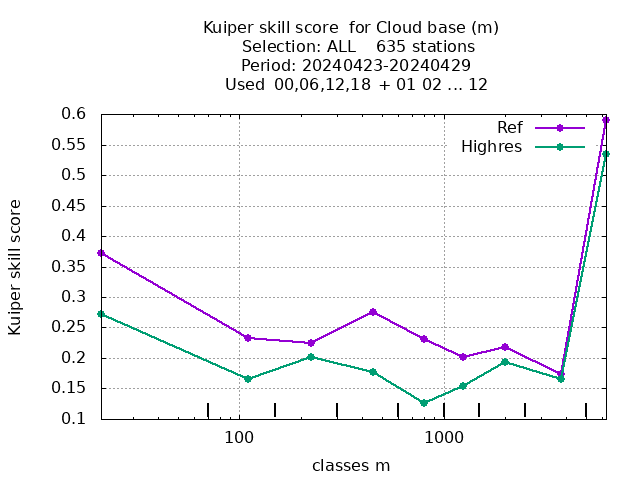 Kuiper skill score  for Cloud base (m)
Selection: ALL    635 stations
Period: 20240423-20240429
Used  00,06,12,18 + 01 02 ... 12
Ref
Highres
0.6
0.55
0.5
0.45
0.4
0.35
0.3
0.25
0.2
0.15
0.1
Kuiper skill score
100
1000
classes m